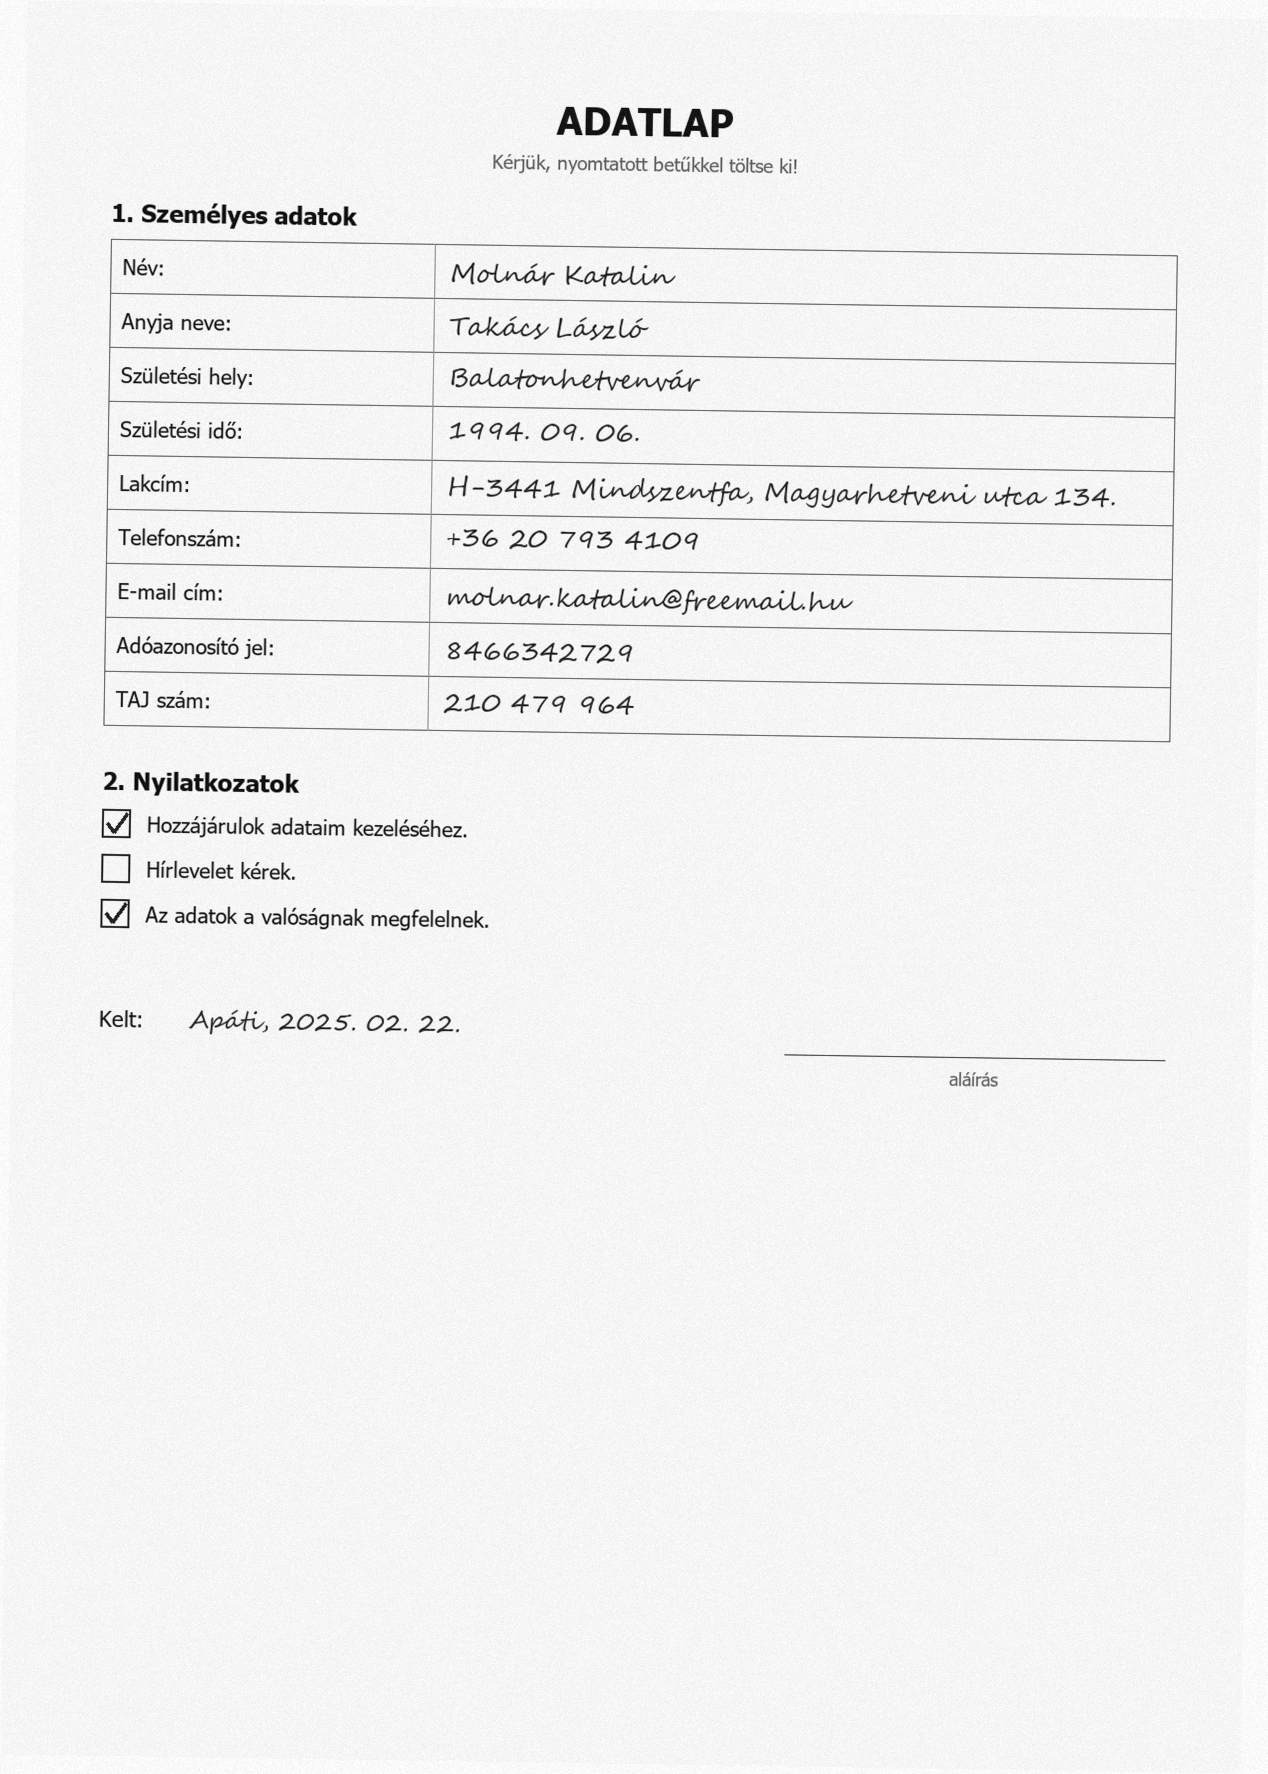 ADATLAP
Kérjük, nyomtatott betűkkel töltse ki!
1. Személyes adatok
Név: Molnár Katalin
Anyja neve: Takács László
Születési hely: Balatonhetvenvár
Születési idő: 1994. 09. 06.
Lakcím: H-3441 Mindszentfa, Magyarhetveni utca 134.
Telefonszám: +36 20 793 4109
E-mail cím: molnar.katalin@freemail.hu
Adóazonosító jel: 8466342729
TAJ szám: 210 479 964
2. Nyilatkozatok
Hozzájárulok adataim kezeléséhez.
Hírlevelet kérek.
Az adatok a valóságnak megfelelnek.
Kelt: Apáti, 2025. 02. 22.
aláírás